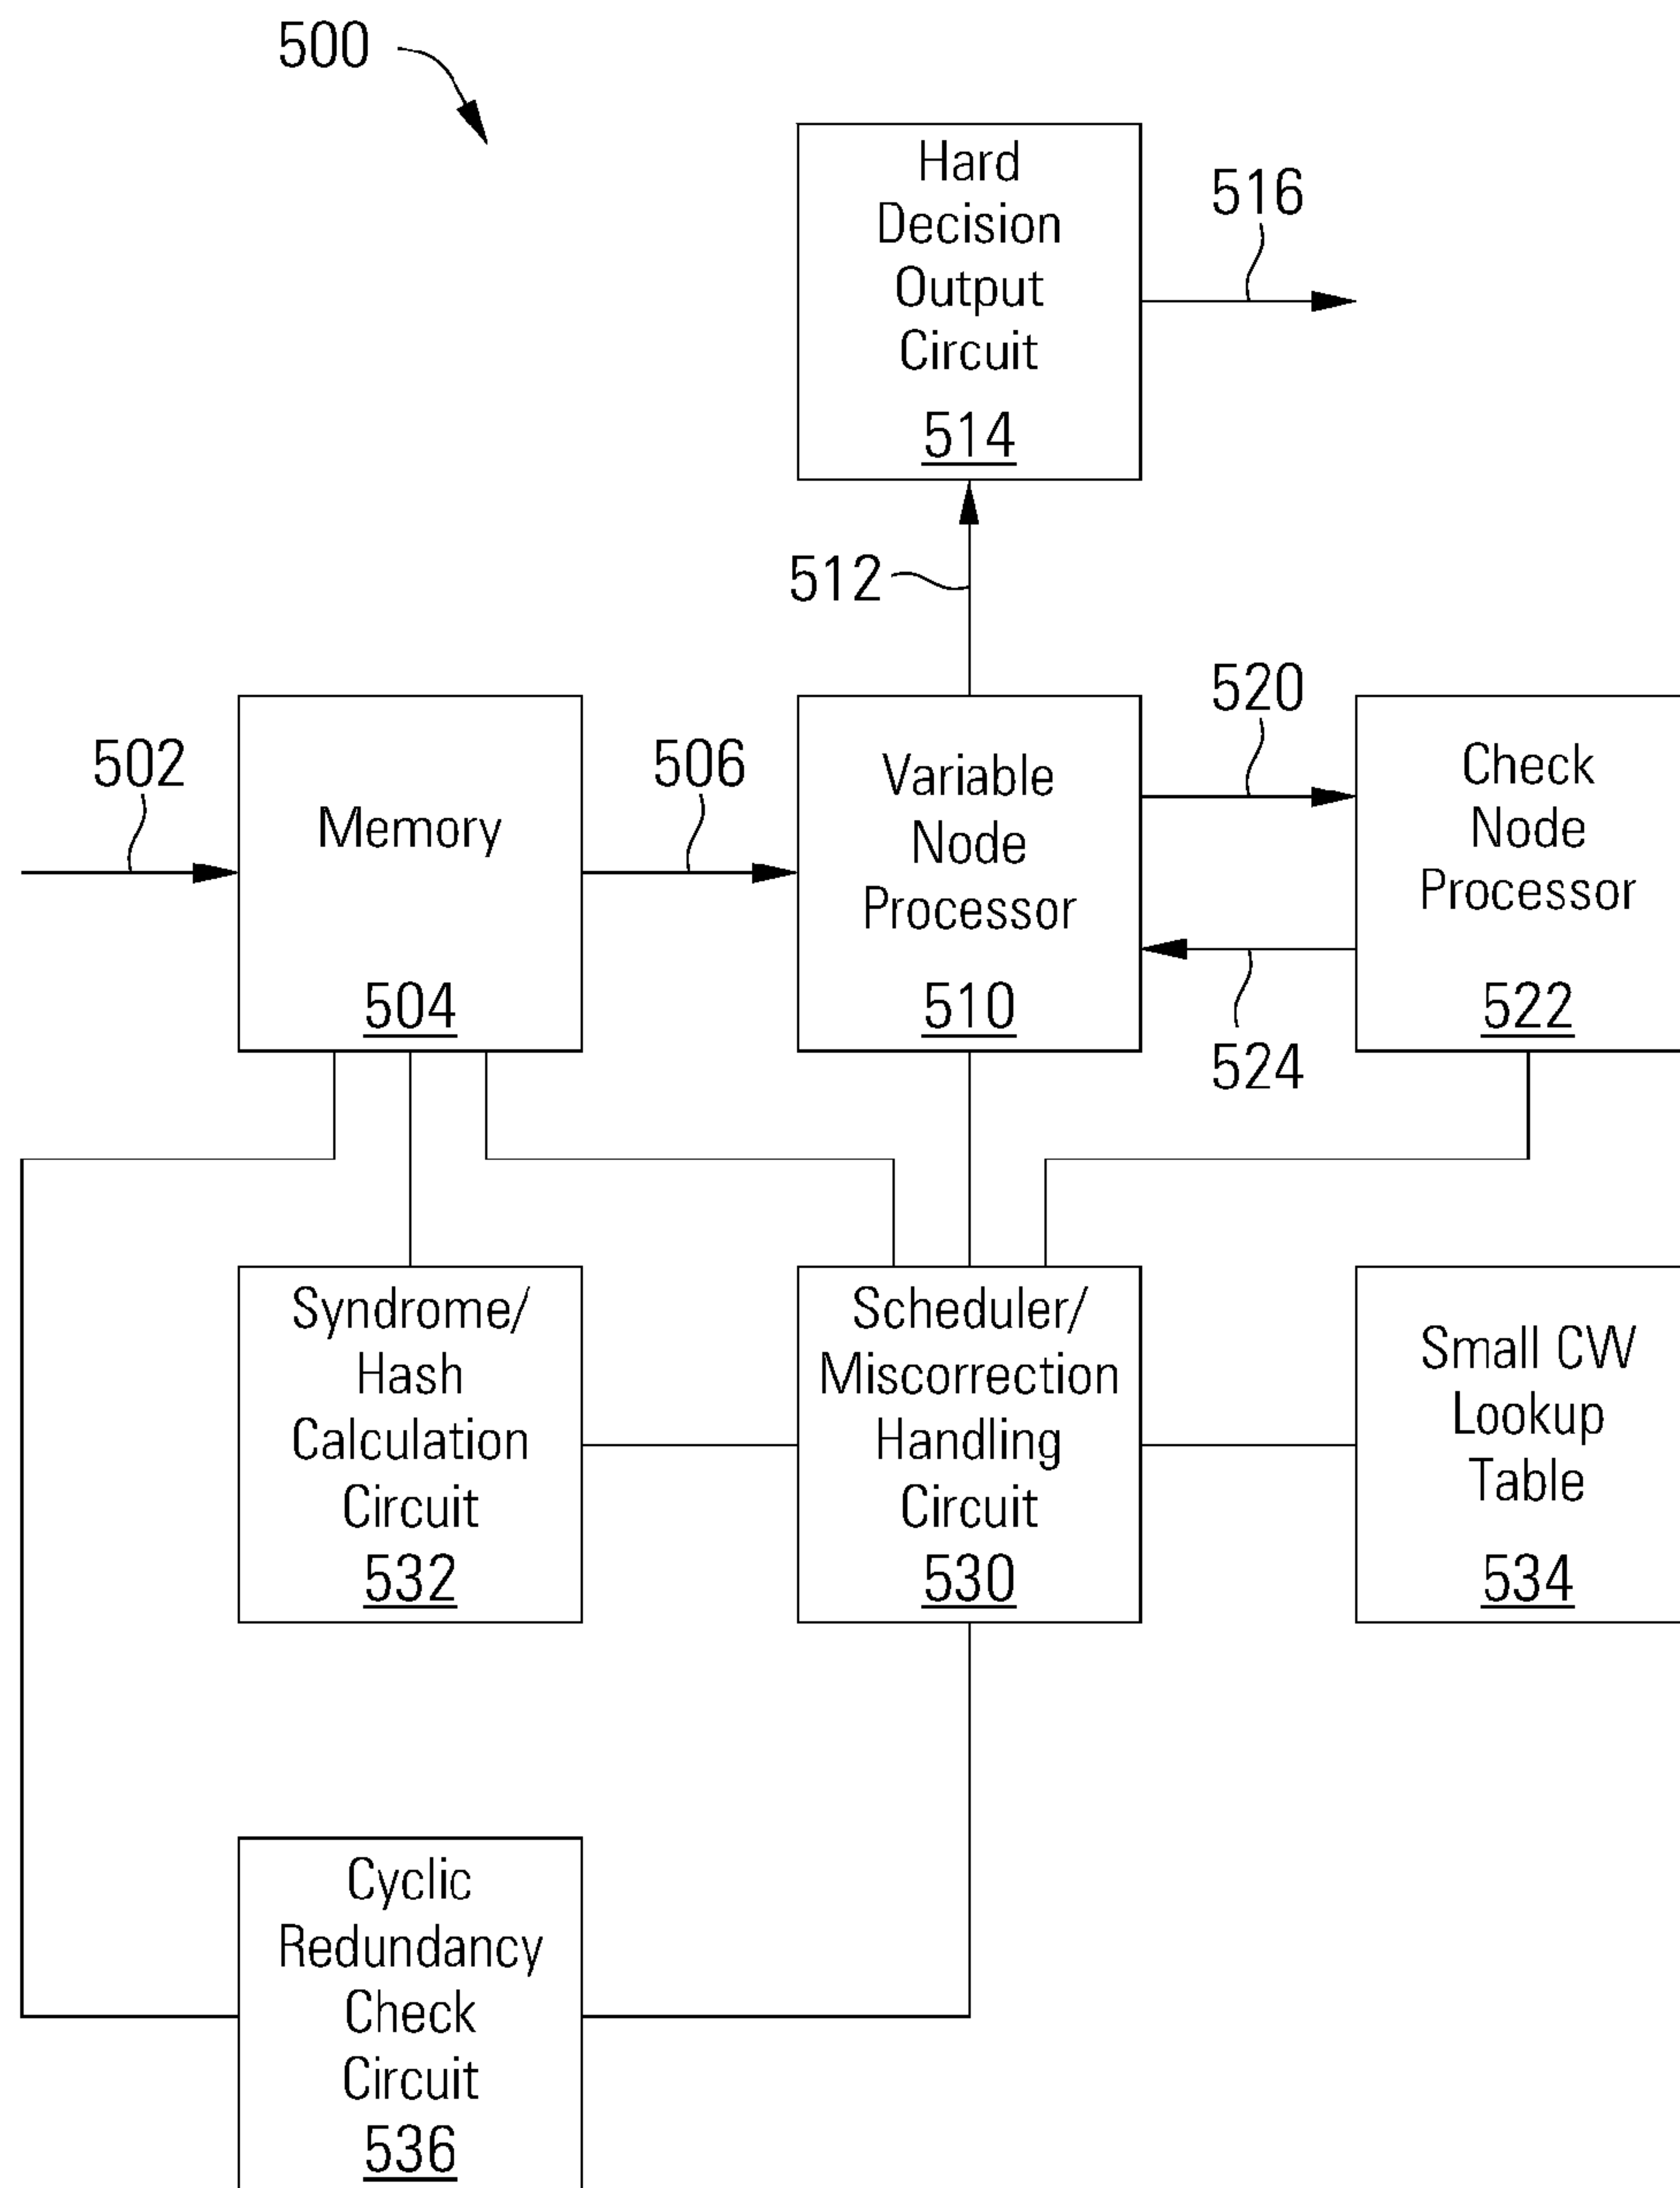 500
Hard
Decision
Output
Circuit
514
516
512
502
Memory
504
506
Variable
Node
Processor
510
520
Check
Node
Processor
522
524
Syndrome/
Hash
Calculation
Circuit
532
Scheduler/
Miscorrection
Handling
Circuit
530
Small CW
Lookup
Table
534
Cyclic
Redundancy
Check
Circuit
536